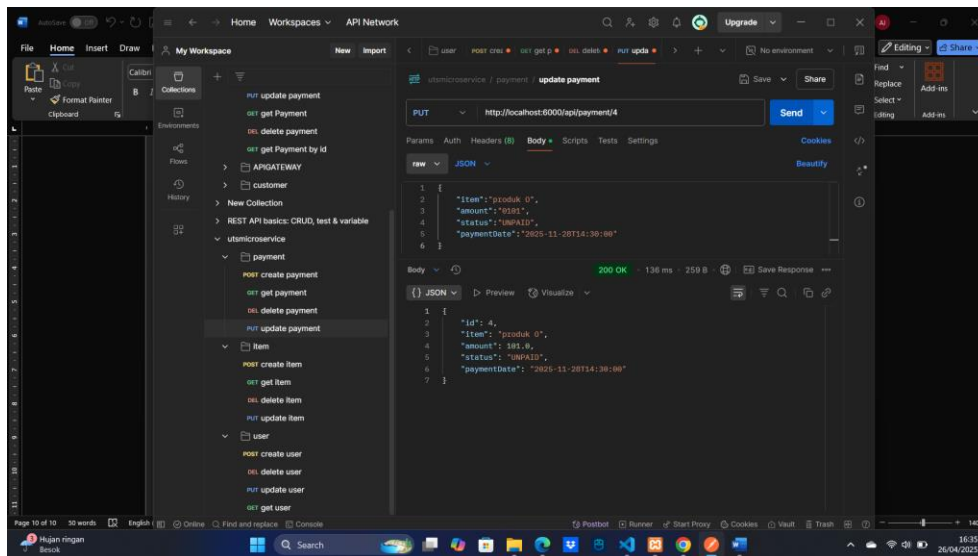 AutoSave Off
Home Workspaces API Network
Upgrade
AI
File Home Insert Draw
My Workspace
New Import
user POST crec GET get p DEL delet PUT upda
No environment
Editing Share
Paste
Cut
Copy
Format Painter
Clipboard
Calibri
B
Find
Replace
Select
Editing
Add-ins
Add-ins
Collections
Environments
Flows
History
PUT update payment
GET get Payment
DEL delete payment
GET get Payment by id
APIGATEWAY
customer
New Collection
REST API basics: CRUD, test & variable
utsmicroservice
payment
POST create payment
GET get payment
DEL delete payment
PUT update payment
item
POST create item
GET get item
DEL delete item
PUT update item
user
POST create user
DEL delete user
PUT update user
GET get user
utsmicroservice / payment / update payment
Save Share
PUT http://localhost:6000/api/payment/4 Send
Params Auth Headers (8) Body Scripts Tests Settings Cookies
raw JSON Beautify
1 {
2 "item":"produk O",
3 "amount":"0101",
4 "status":"UNPAID",
5 "paymentDate":"2025-11-28T14:30:00"
6 }
Body 200 OK 136 ms 259 B Save Response
{} JSON Preview Visualize
1 {
2 "id": 4,
3 "item": "produk O",
4 "amount": 101.0,
5 "status": "UNPAID",
6 "paymentDate": "2025-11-28T14:30:00"
7 }
Page 10 of 10 50 words English
Online Find and replace Console
Postbot Runner Start Proxy Cookies Vault Trash
140
3 Hujan ringan
Besok
Search
16:35
26/04/2025